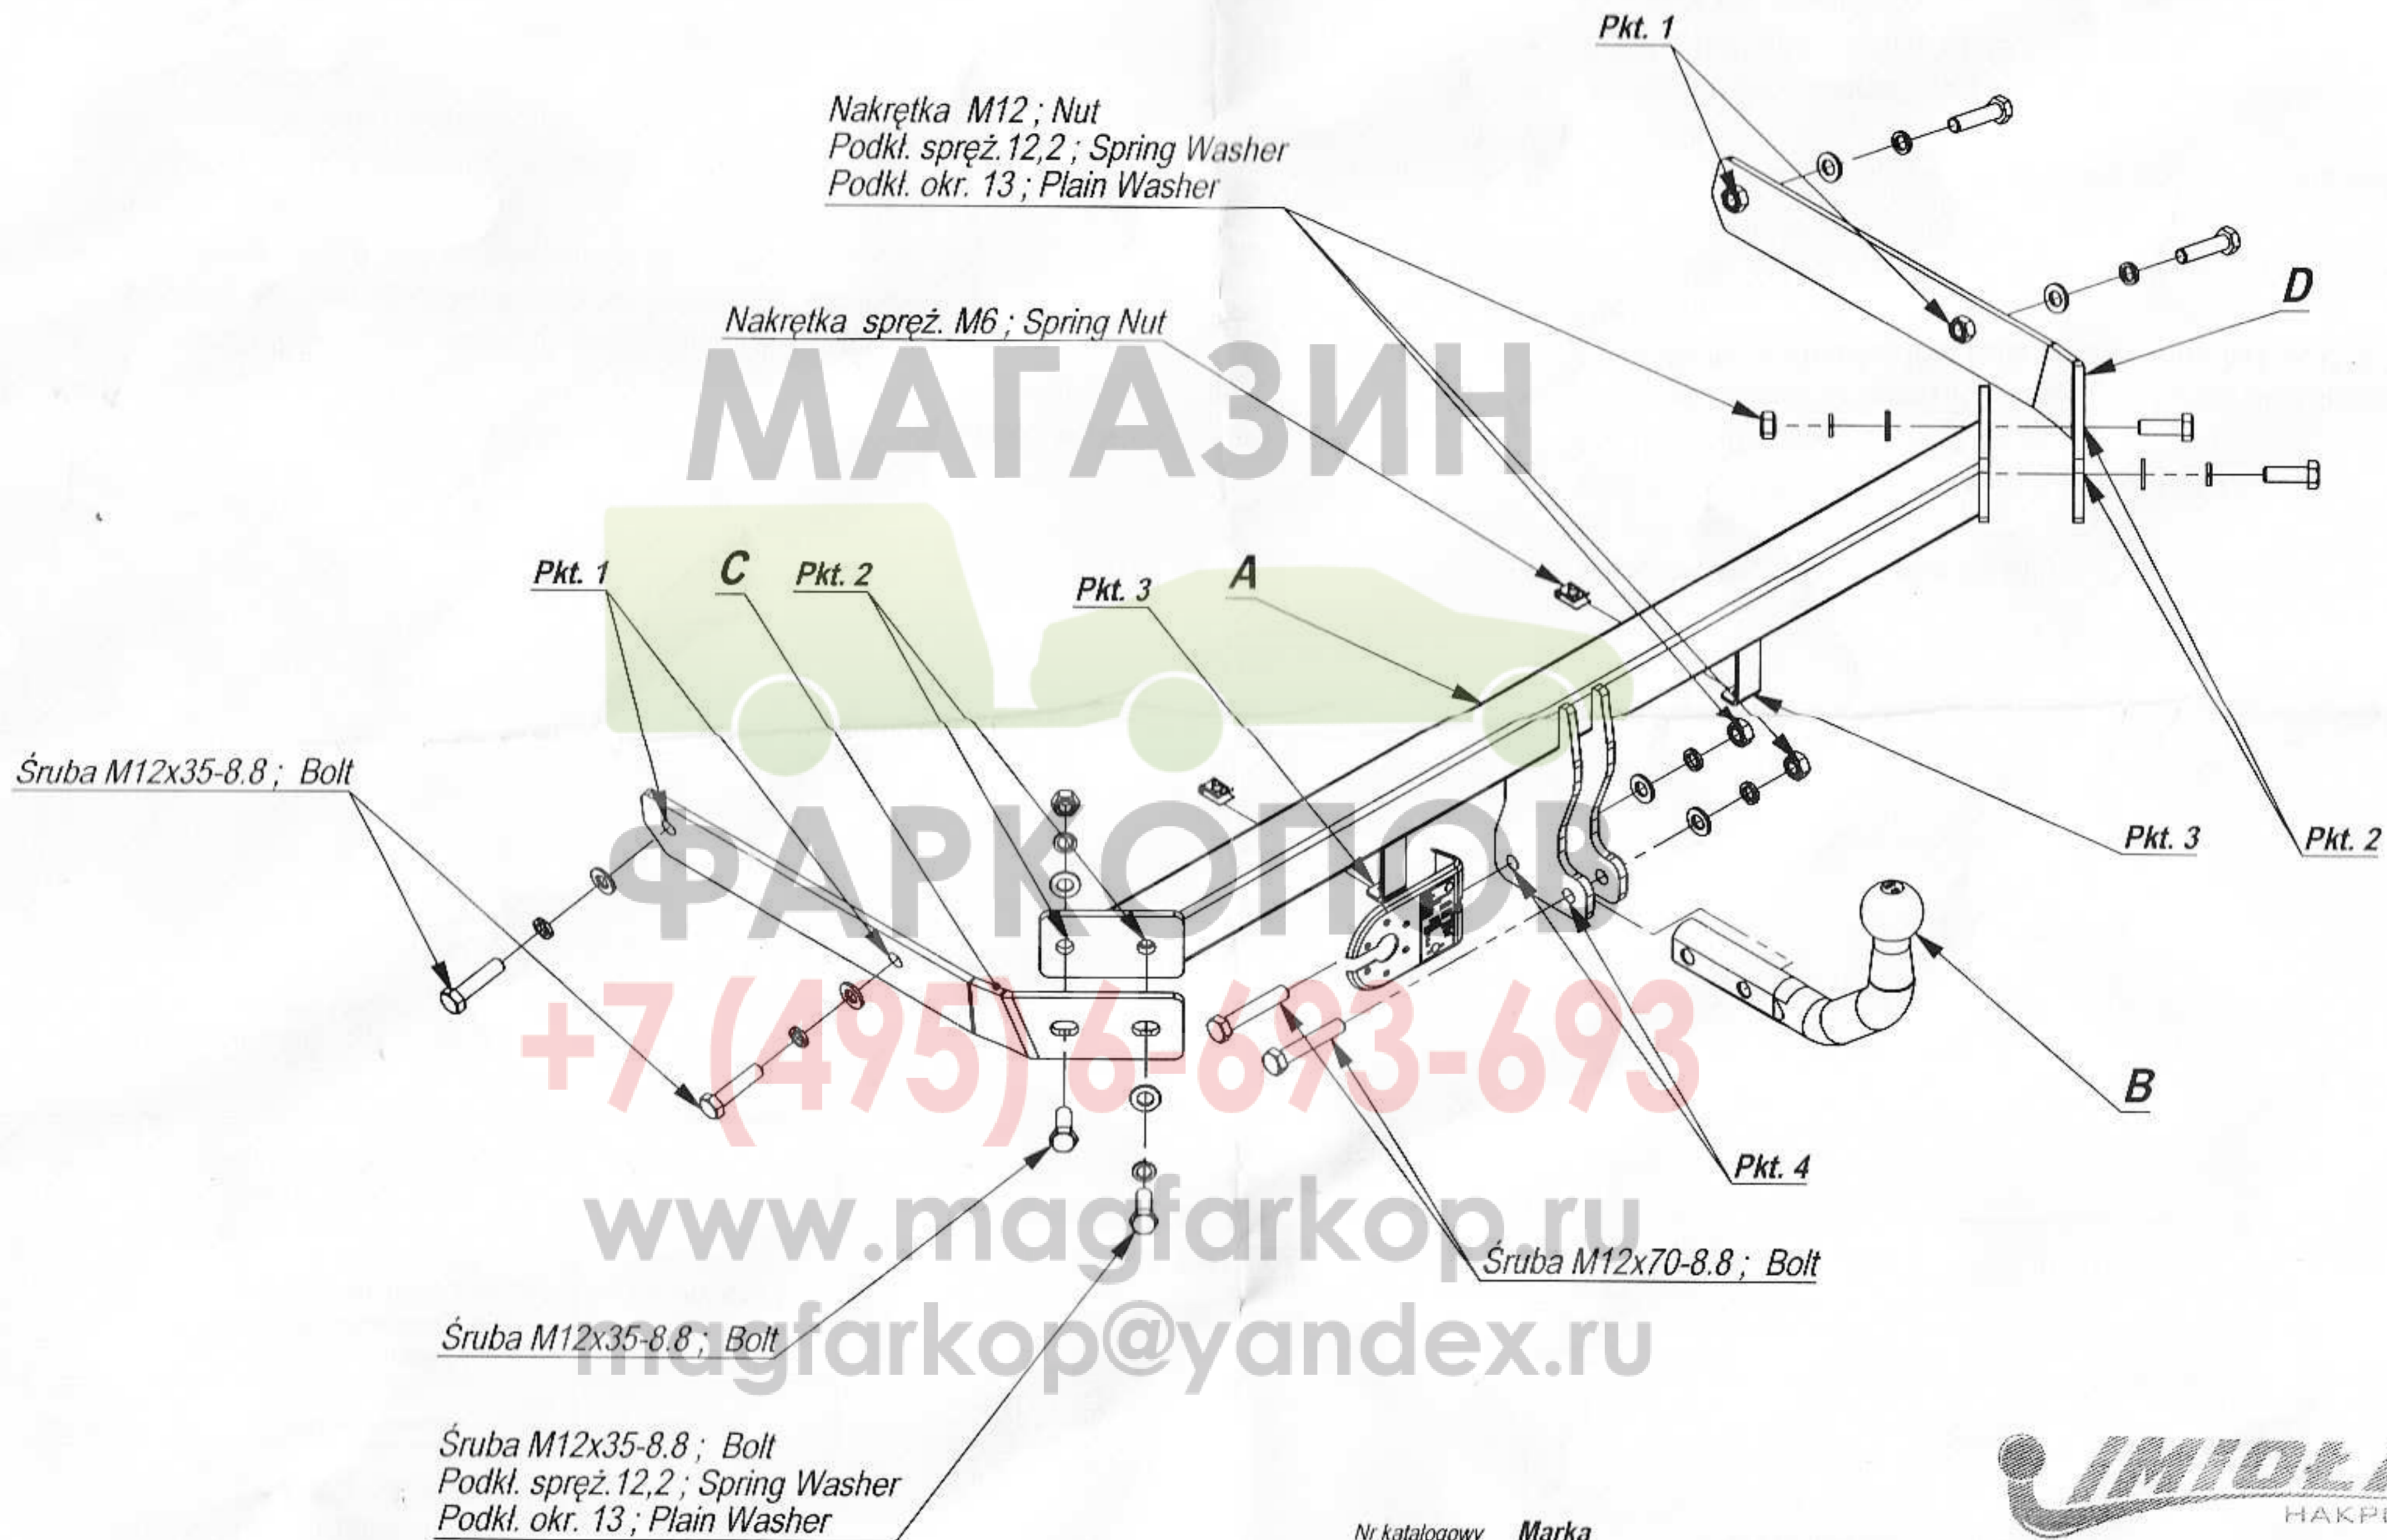 Pkt. 1
Nakrętka M12 ; Nut
Podkł. spręż. 12,2 ; Spring Washer
Podkł. okr. 13 ; Plain Washer
D
Nakrętka spręż. M6 ; Spring Nut
МАГАЗИН
Pkt. 1
C
Pkt. 2
Pkt. 3
A
Śruba M12x35-8.8 ; Bolt
ФАРКОПОВ
Pkt. 3
Pkt. 2
+7 (495) 6-693-693
B
Pkt. 4
www.magfarkop.ru
Śruba M12x70-8.8 ; Bolt
Śruba M12x35-8.8 ; Bolt
magfarkop@yandex.ru
Śruba M12x35-8.8 ; Bolt
Podkł. spręż. 12,2 ; Spring Washer
Podkł. okr. 13 ; Plain Washer
Nr katalogowy Marka